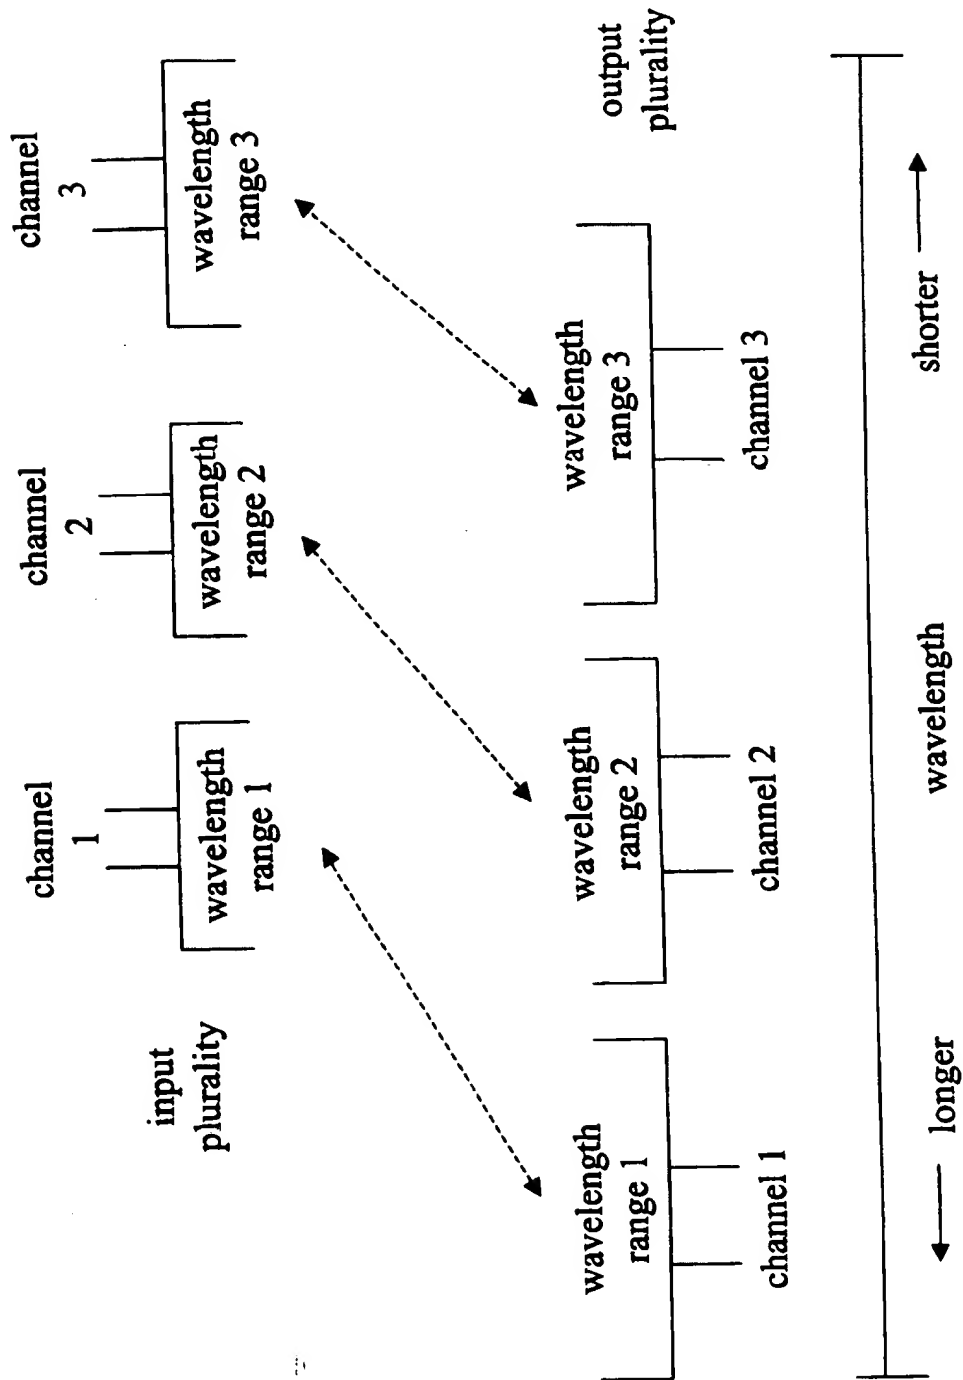 channel
1
channel
2
channel
3
input
plurality
wavelength
range 1
wavelength
range 2
wavelength
range 3
wavelength
range 1
wavelength
range 2
wavelength
range 3
output
plurality
channel 1
channel 2
channel 3
longer
wavelength
shorter